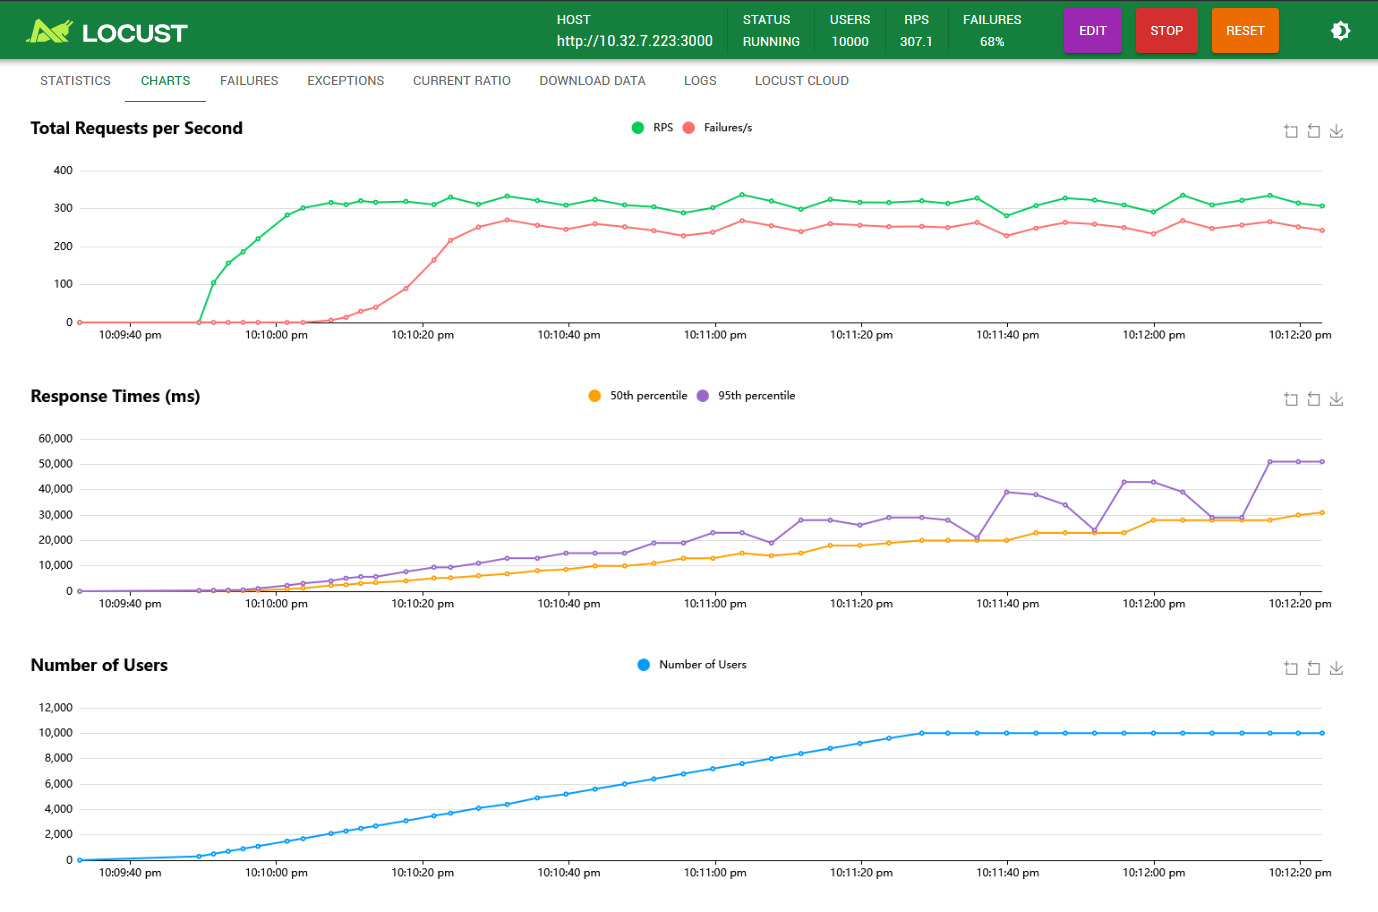 LOCUST
HOST
http://10.32.7.223:3000
STATUS
RUNNING
USERS
10000
RPS
307.1
FAILURES
68%
EDIT
STOP
RESET
STATISTICS CHARTS FAILURES EXCEPTIONS CURRENT RATIO DOWNLOAD DATA LOGS LOCUST CLOUD
Total Requests per Second
RPS Failures/s
400
300
200
100
0
10:09:40 pm 10:10:00 pm 10:10:20 pm 10:10:40 pm 10:11:00 pm 10:11:20 pm 10:11:40 pm 10:12:00 pm 10:12:20 pm
Response Times (ms)
50th percentile 95th percentile
60,000
50,000
40,000
30,000
20,000
10,000
0
10:09:40 pm 10:10:00 pm 10:10:20 pm 10:10:40 pm 10:11:00 pm 10:11:20 pm 10:11:40 pm 10:12:00 pm 10:12:20 pm
Number of Users
Number of Users
12,000
10,000
8,000
6,000
4,000
2,000
0
10:09:40 pm 10:10:00 pm 10:10:20 pm 10:10:40 pm 10:11:00 pm 10:11:20 pm 10:11:40 pm 10:12:00 pm 10:12:20 pm